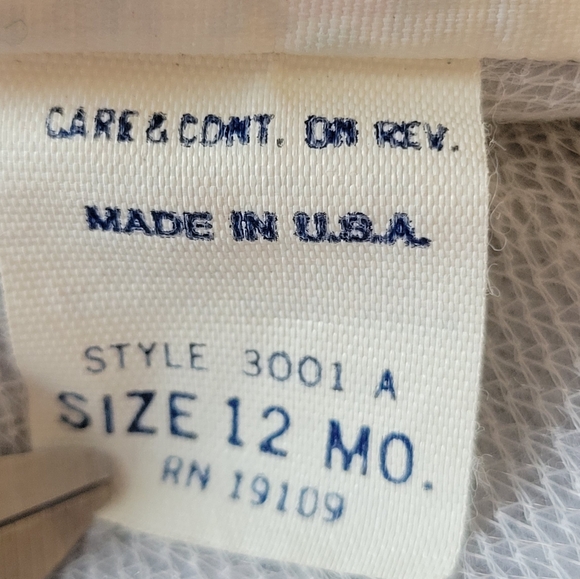 CARE & CONT. ON REV.
MADE IN U.S.A.
STYLE 3001 A
SIZE 12 MO.
RN 19109